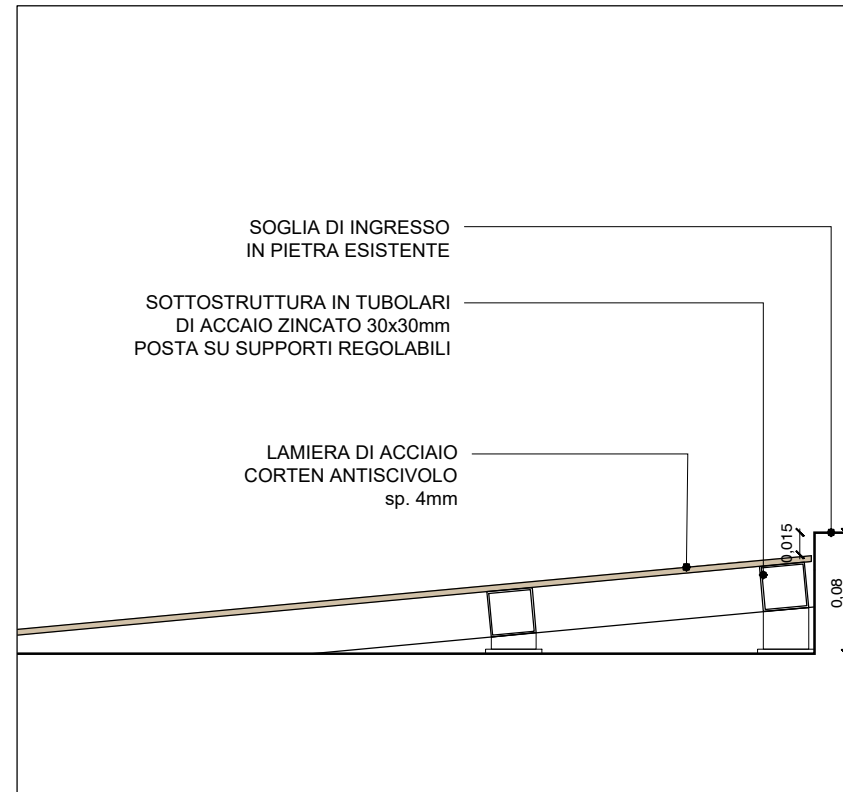 SOGLIA DI INGRESSO
IN PIETRA ESISTENTE
SOTTOSTRUTTURA IN TUBOLARI
DI ACCAIO ZINCATO 30x30mm
POSTA SU SUPPORTI REGOLABILI
LAMIERA DI ACCIAIO
CORTEN ANTISCIVOLO
sp. 4mm
0,015
0,08